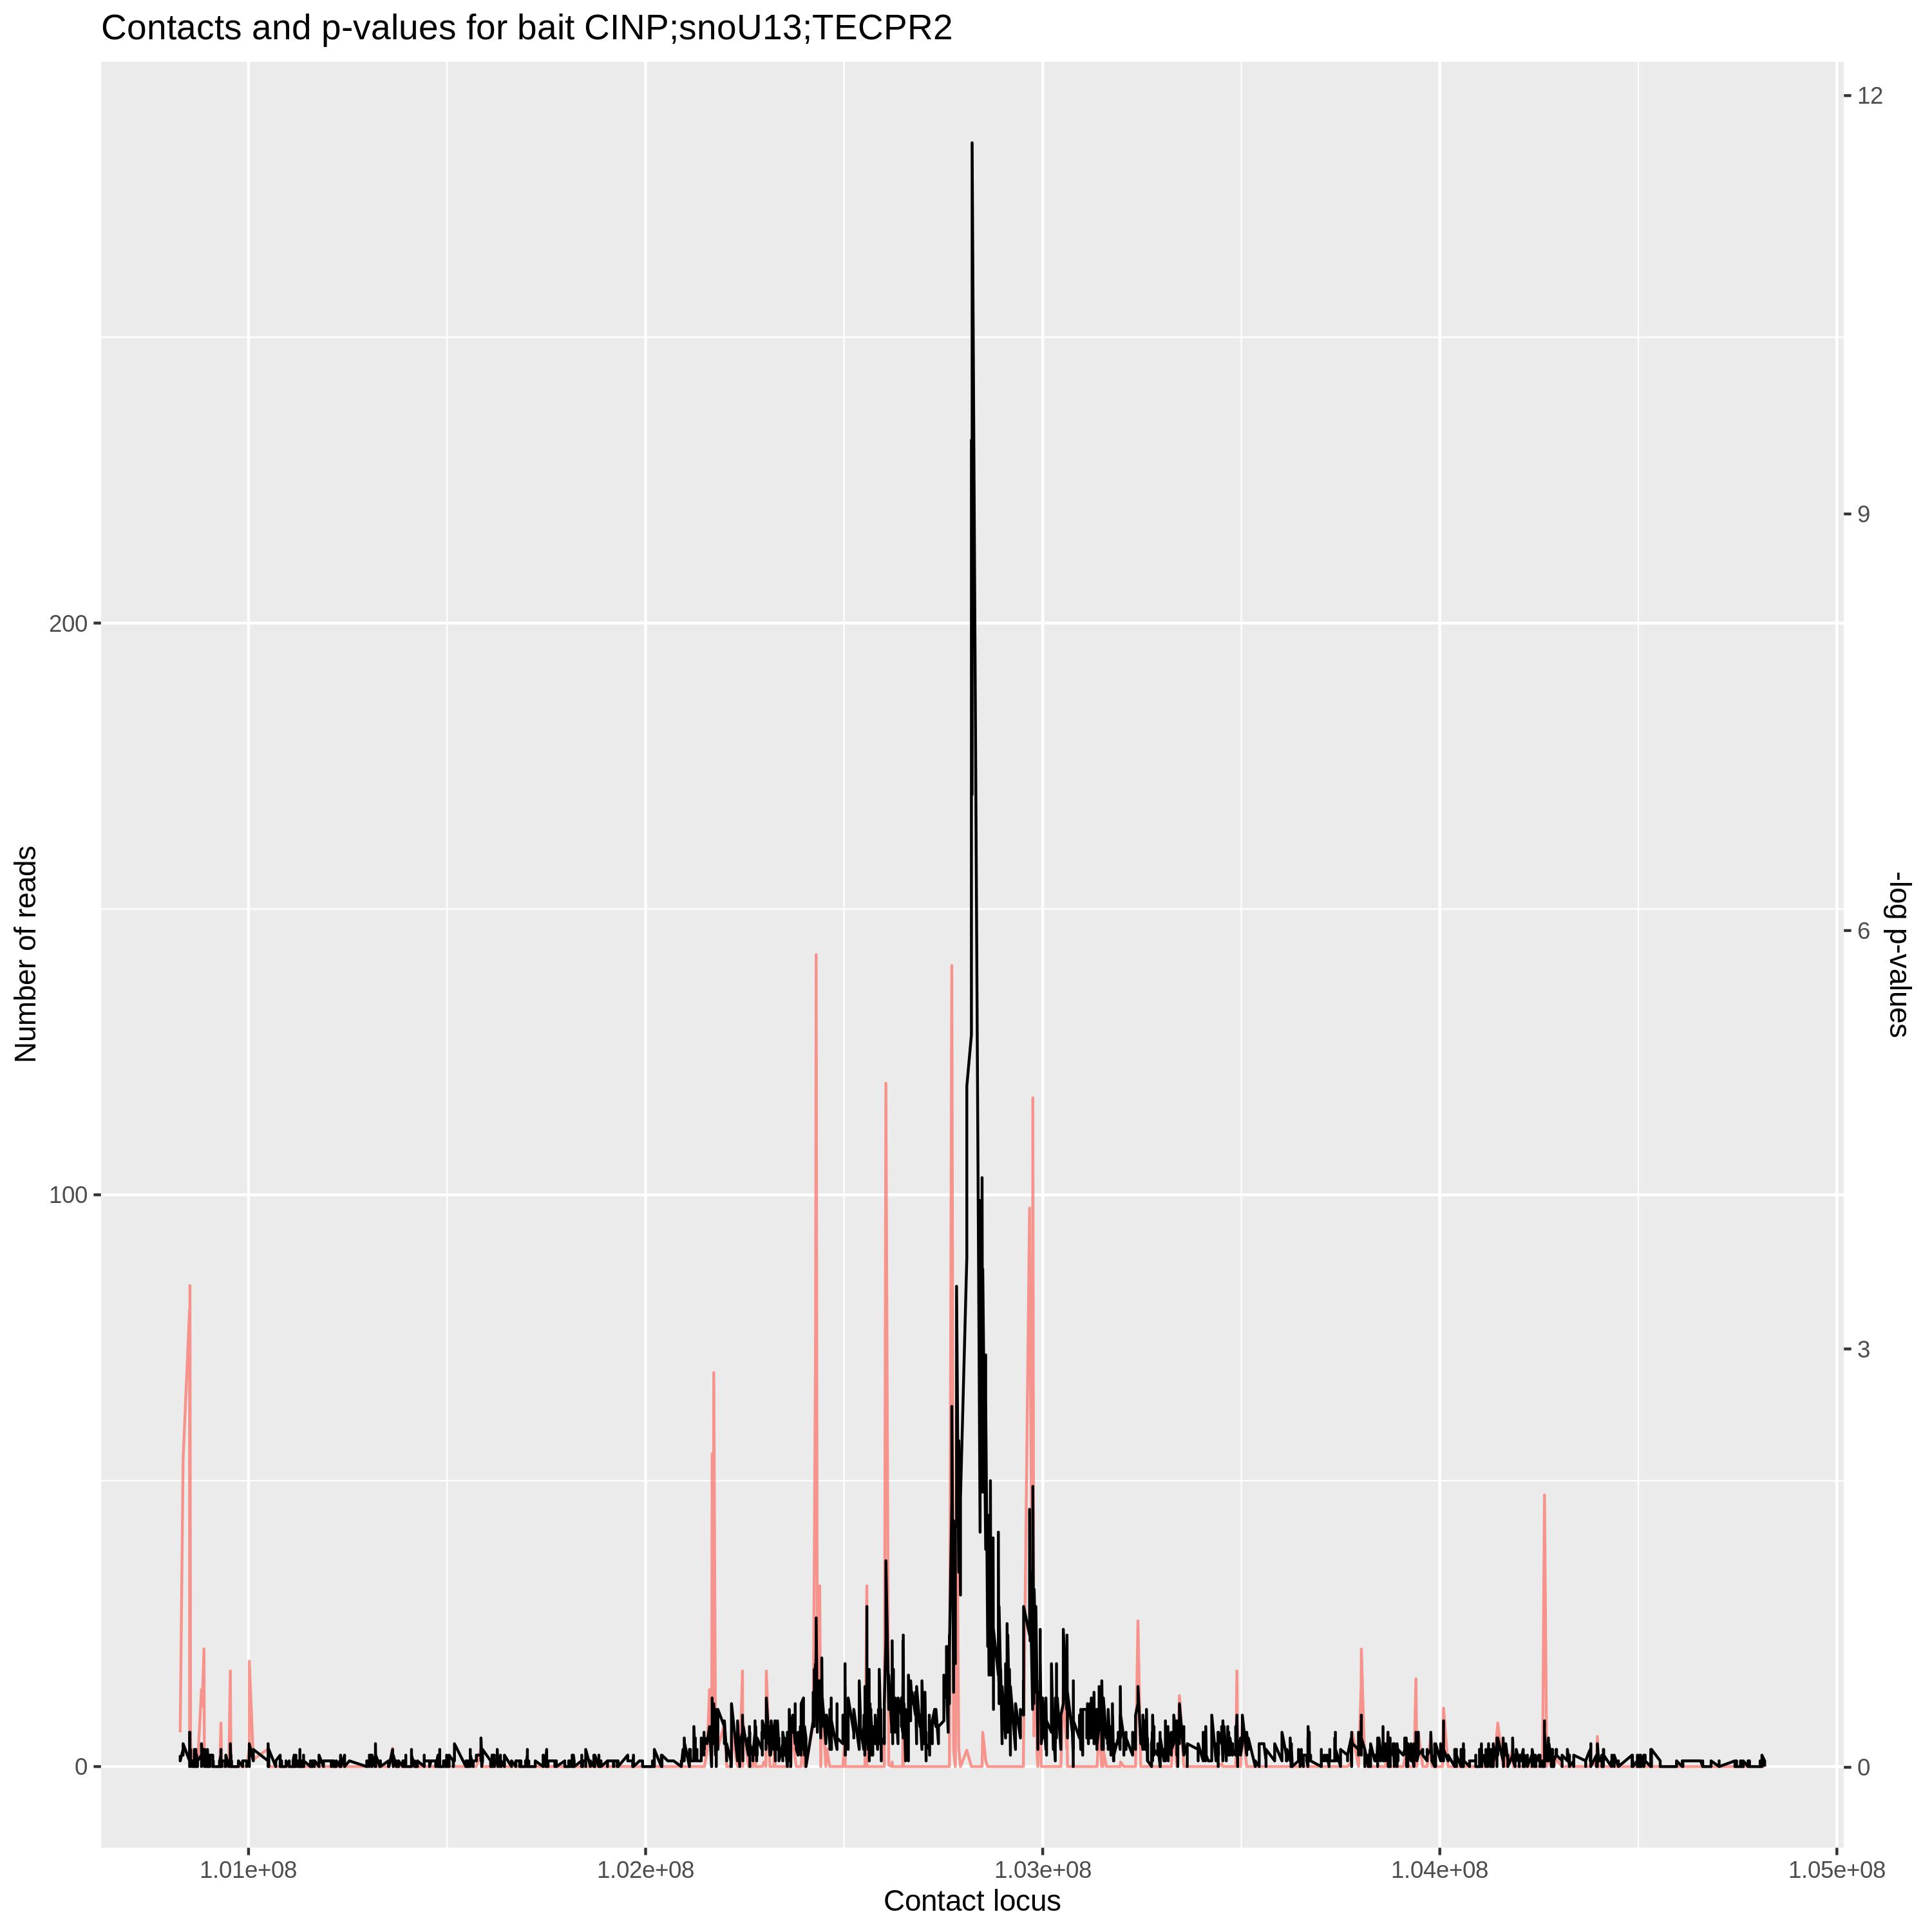 Contacts and p-values for bait CINP;snoU13;TECPR2
12
9
200
6
Number of reads
-log p-values
100
3
0
0
1.01e+08
1.02e+08
1.03e+08
1.04e+08
1.05e+08
Contact locus